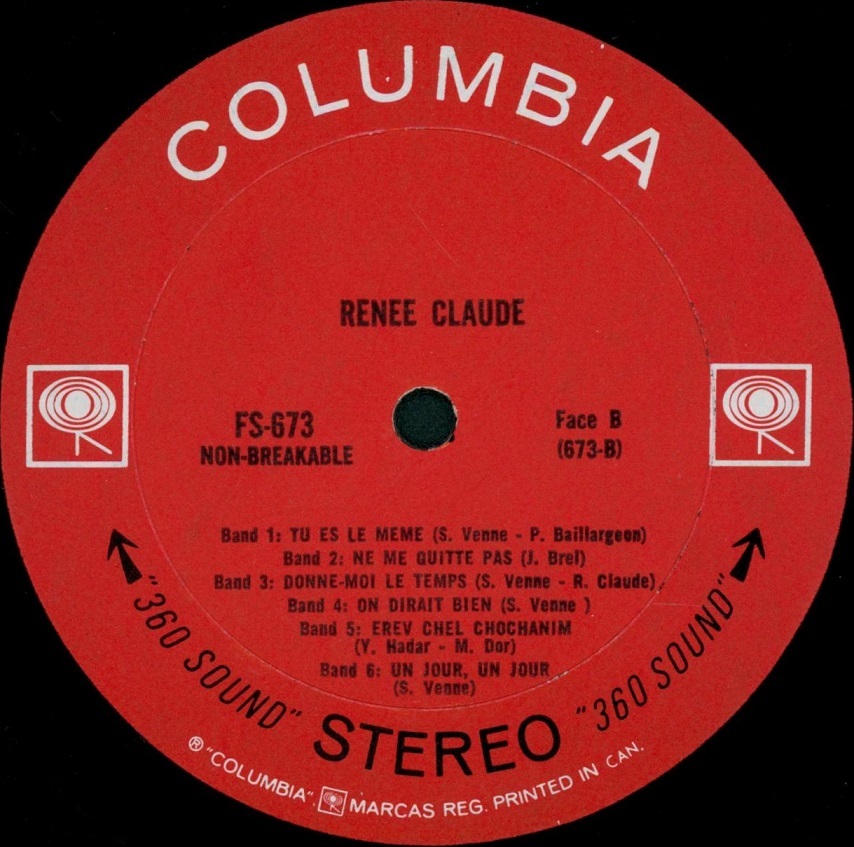 COLUMBIA
RENEE CLAUDE
FS-673
NON-BREAKABLE
Face B
(673-B)
Band 1: TU ES LE MEME (S. Venne - P. Baillargeon)
Band 2: NE ME QUITTE PAS (J. Brel)
Band 3: DONNE-MOI LE TEMPS (S. Venne - R. Claude)
Band 4: ON DIRAIT BIEN (S. Venne )
Band 5: EREV CHEL CHOCHANIM
(Y. Hadar - M. Dor)
Band 6: UN JOUR, UN JOUR
(S. Venne)
"360 SOUND" STEREO "360 SOUND"
® "COLUMBIA", MARCAS REG. PRINTED IN CAN.